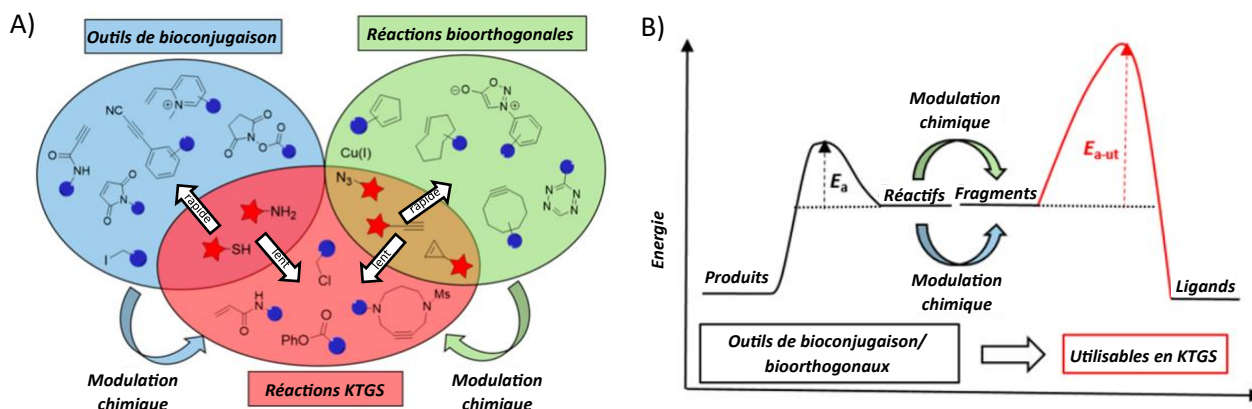 A)
Outils de bioconjugaison
Réactions bioorthogonales
NC
N
+
Me
O
N
O
O
O
O
N
H
O
N
O
I
rapide
NH2
SH
lent
Cu(I)
N3
O
O
N
N
+
N
N
N
N
rapide
lent
Cl
O
H
N
PhO
O
N
N
Ms
Modulation
chimique
Réactions KTGS
Modulation
chimique
B)
Energie
Produits
Ea
Réactifs
Modulation
chimique
Fragments
Modulation
chimique
Ea-ut
Ligands
Outils de bioconjugaison/
bioorthogonaux
Utilisables en KTGS